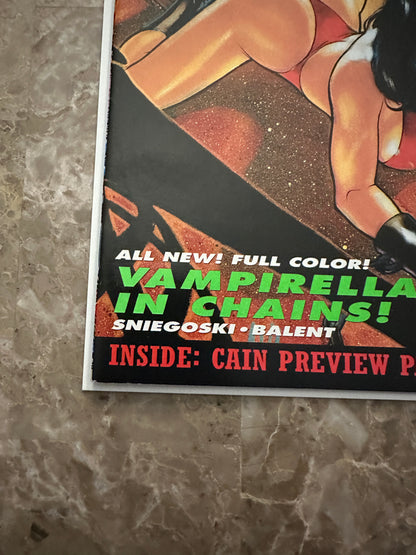 ALL NEW! FULL COLOR!
VAMPIRELLA
IN CHAINS!
SNIEGOSKI • BALENT
INSIDE: CAIN PREVIEW P